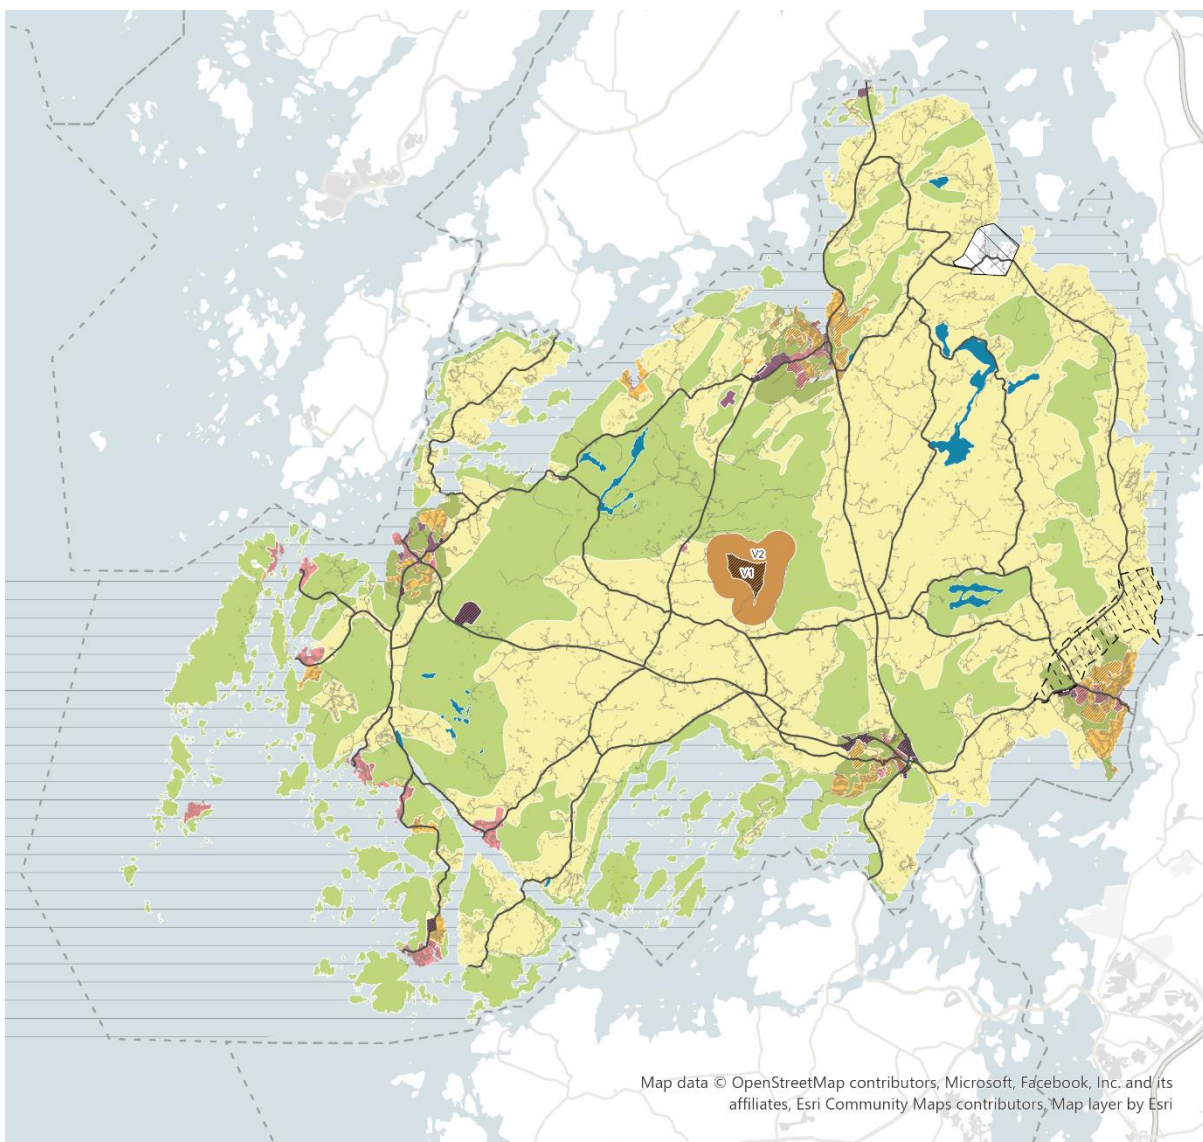 V2
V1
Map data © OpenStreetMap contributors, Microsoft, Facebook, Inc. and its
affiliates, Esri Community Maps contributors, Map layer by Esri